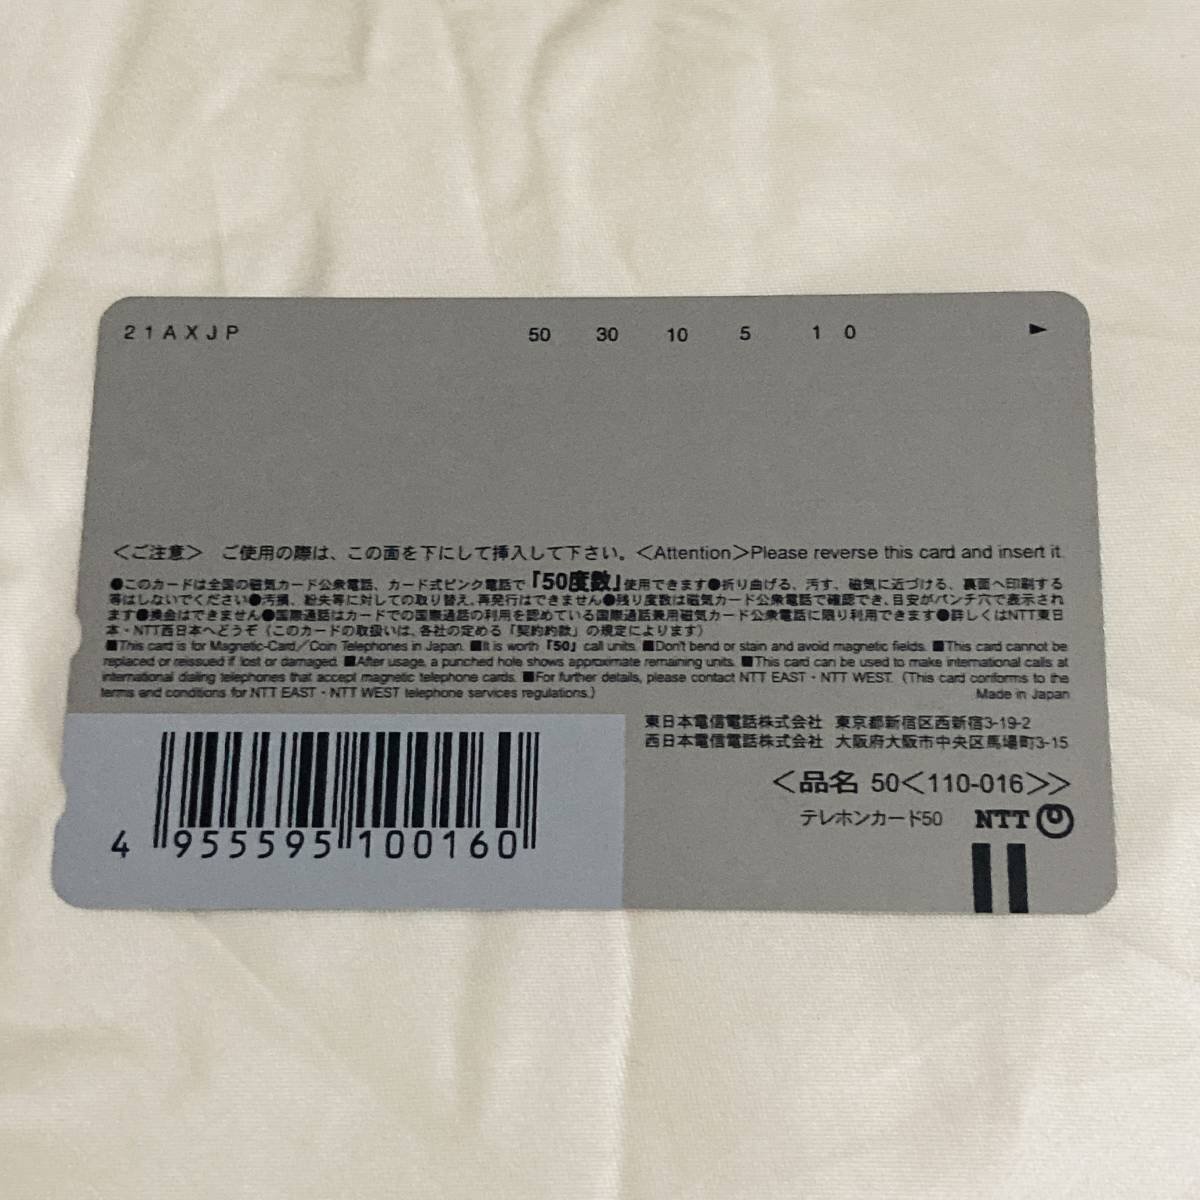 21AXJP 50 30 10 5 1 0 ►
＜ご注意＞ ご使用の際は、この面を下にして挿入して下さい。＜Attention＞Please reverse this card and insert it.
●このカードは全国の磁気カード公衆電話、カード式ピンク電話で「50度数」使用できます●折り曲げる、汚す、磁気に近づける、裏面へ印刷する
等はしないでください●汚損、紛失等に対しての取り替え、再発行はできません●残り度数は磁気カード公衆電話で確認でき、目安がパンチ穴で表示され
ます●換金はできません●国際通話はカードでの国際通話の利用を認めている国際通話兼用磁気カード公衆電話に限り利用できます●詳しくはNTT東日
本・NTT西日本へどうぞ（このカードの取扱いは、各社の定める「契約約款」の規定によります）
■This card is for Magnetic-Card／Coin Telephones in Japan. ■It is worth「50」call units. ■Don't bend or stain and avoid magnetic fields. ■This card cannot be
replaced or reissued if lost or damaged. ■After usage, a punched hole shows approximate remaining units. ■This card can be used to make international calls at
international dialing telephones that accept magnetic telephone cards. ■For further details, please contact NTT EAST・NTT WEST. (This card conforms to the
terms and conditions for NTT EAST・NTT WEST telephone services regulations.) Made in Japan
東日本電信電話株式会社 東京都新宿区西新宿3-19-2
西日本電信電話株式会社 大阪府大阪市中央区馬場町3-15
＜品名 50＜110-016＞＞
テレホンカード50 NTT
4 955595 100160